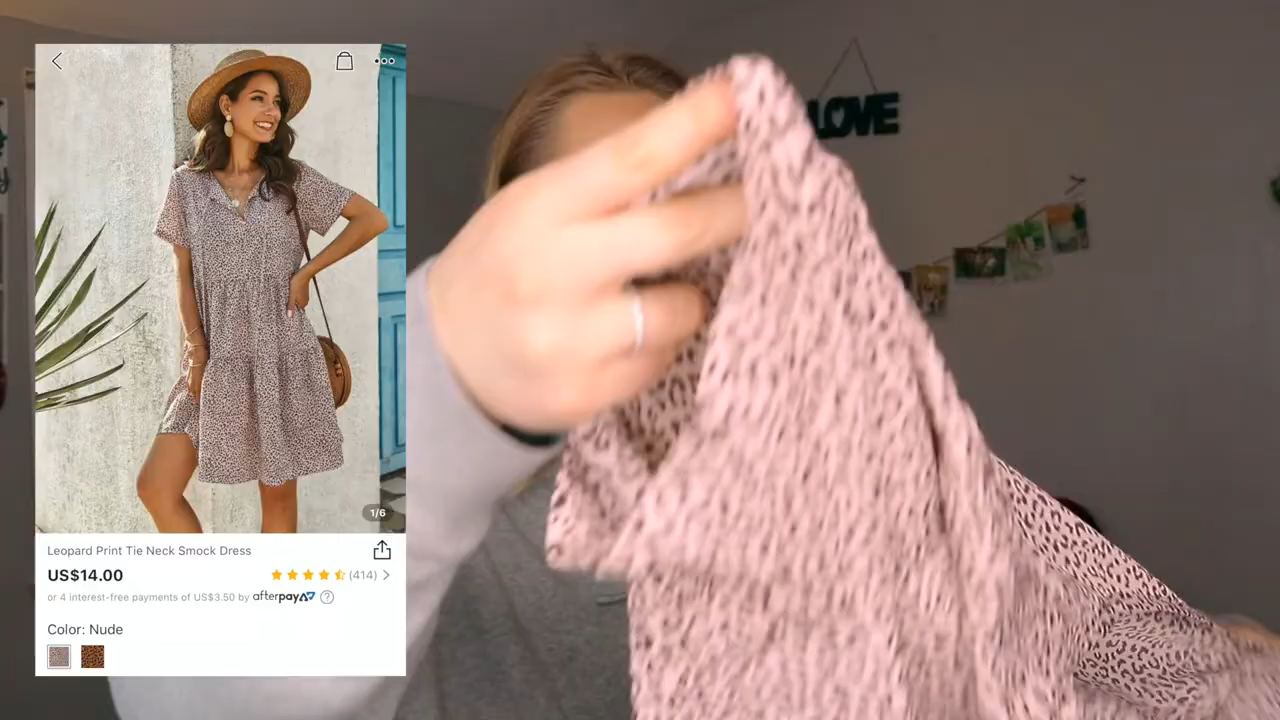 LOVE
1/6
Leopard Print Tie Neck Smock Dress
US$14.00
(414)
or 4 interest-free payments of US$3.50 by afterpay
?
Color: Nude